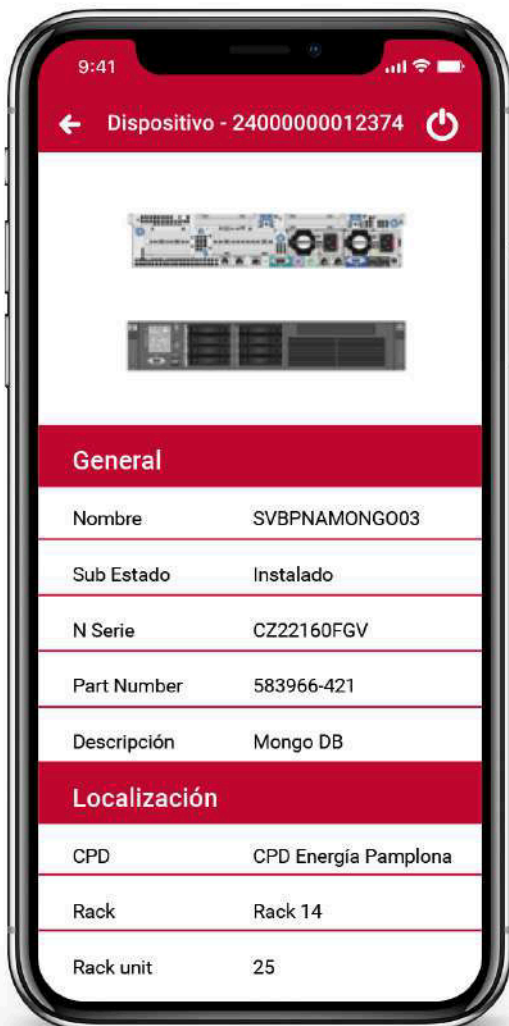 9:41
Dispositivo - 24000000012374
General
Nombre SVBPNAMONGO03
Sub Estado Instalado
N Serie CZ22160FGV
Part Number 583966-421
Descripción Mongo DB
Localización
CPD CPD Energía Pamplona
Rack Rack 14
Rack unit 25